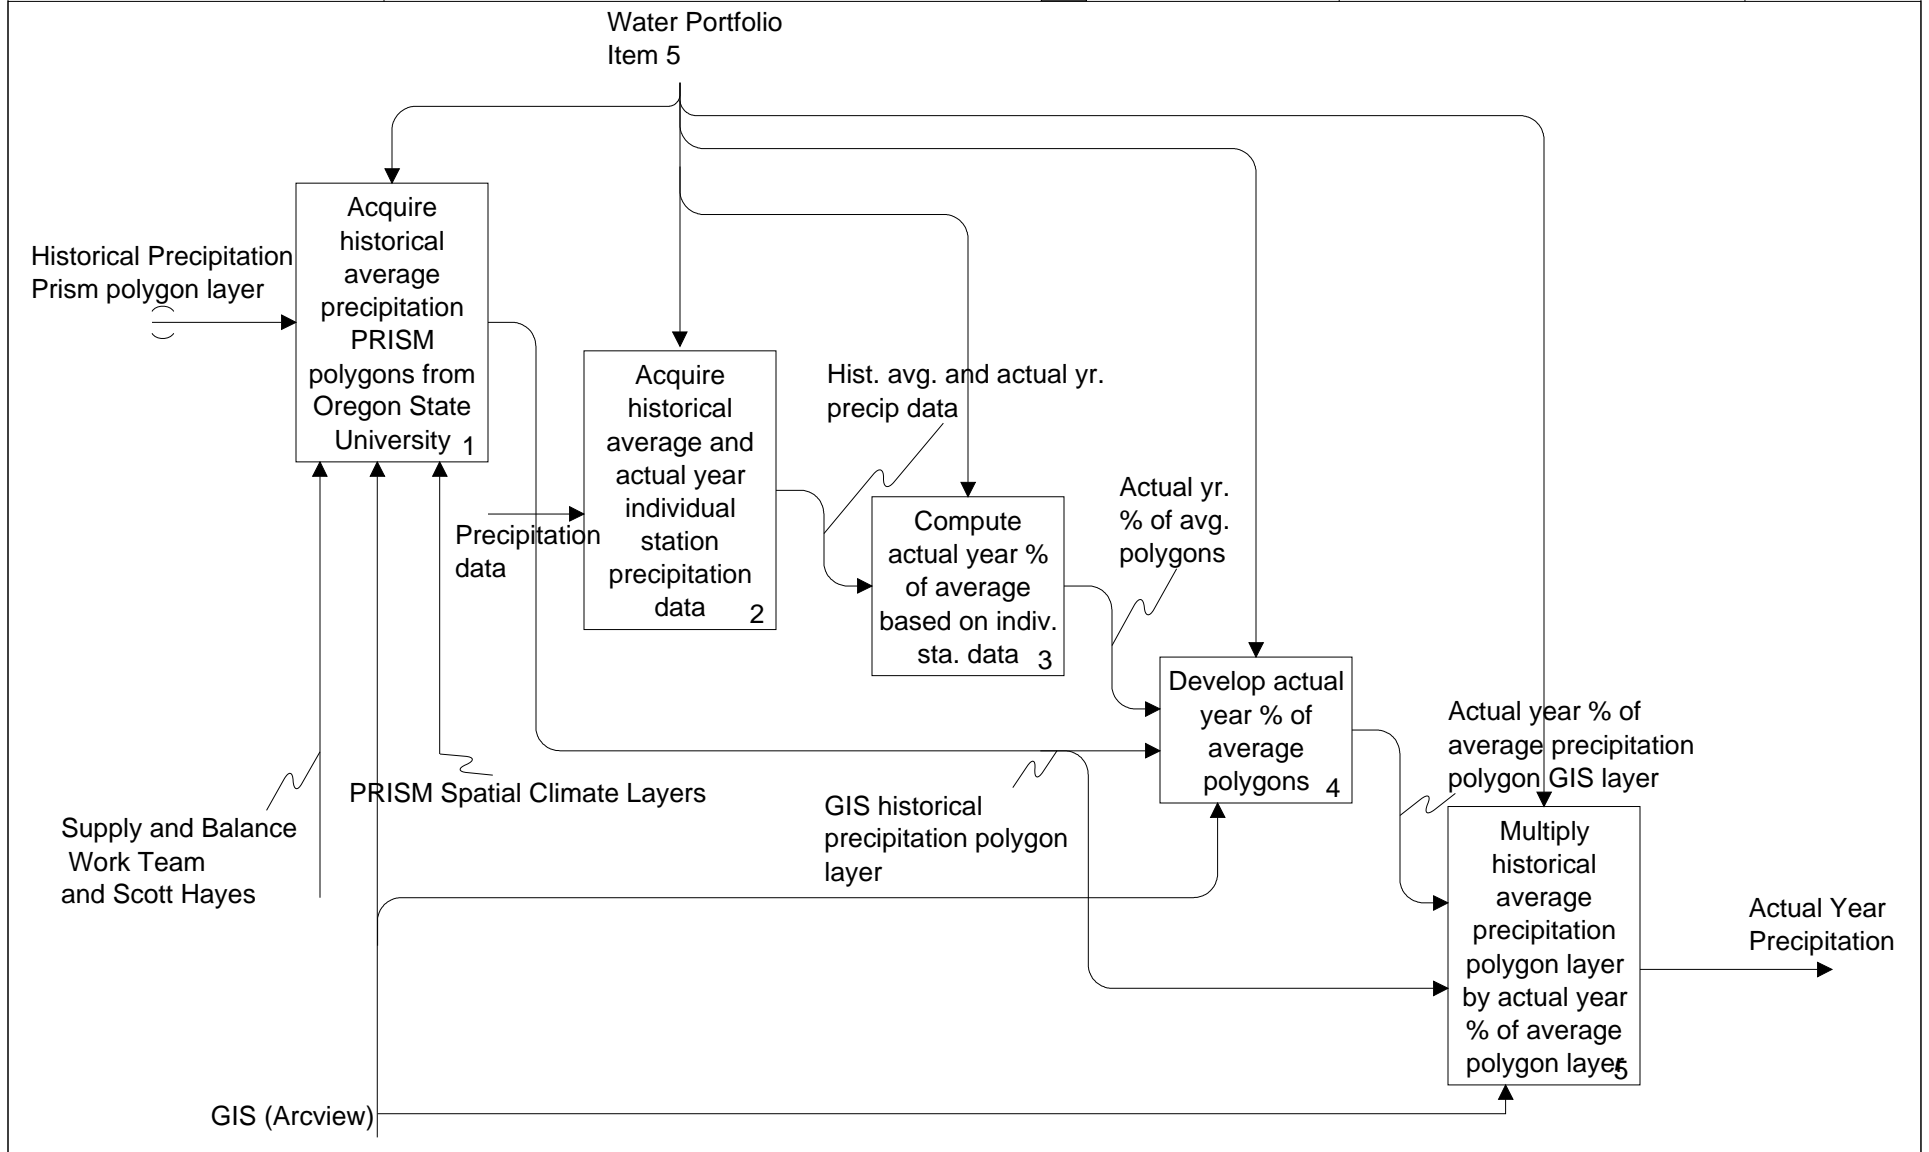 Water Portfolio
Item 5
Acquire
historical
average
precipitation
PRISM
polygons from
Oregon State
University 1
Historical Precipitation
Prism polygon layer
Acquire
historical
average and
actual year
individual
station
precipitation
data 2
Precipitation
data
Hist. avg. and actual yr.
precip data
Compute
actual year %
of average
based on indiv.
sta. data 3
Actual yr.
% of avg.
polygons
Develop actual
year % of
average
polygons 4
Actual year % of
average precipitation
polygon GIS layer
PRISM Spatial Climate Layers
GIS historical
precipitation polygon
layer
Supply and Balance
Work Team
and Scott Hayes
Multiply
historical
average
precipitation
polygon layer
by actual year
% of average
polygon layer 5
Actual Year
Precipitation
GIS (Arcview)